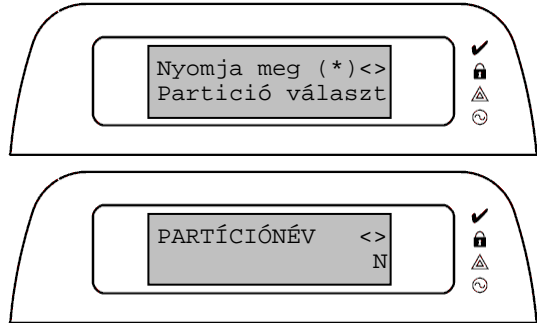 Nyomja meg (*)<>
Partició választ
PARTÍCIÓNÉV <>
N